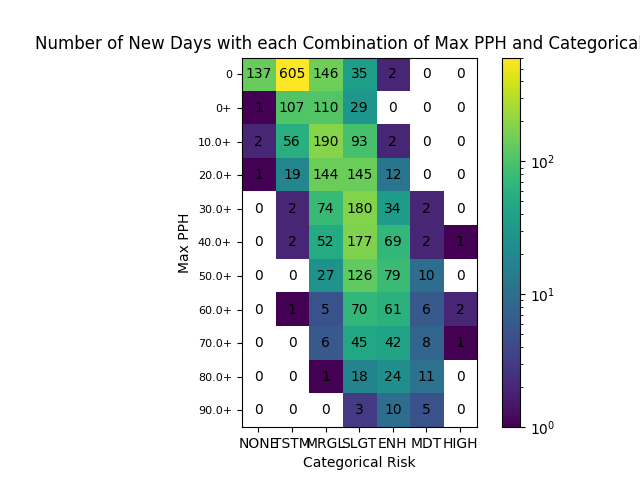 Number of New Days with each Combination of Max PPH and Categorical
0 137 605 146 35 2 0 0
0+ 1 107 110 29 0 0 0
10.0+ 2 56 190 93 2 0 0
20.0+ 1 19 144 145 12 0 0
30.0+ 0 2 74 180 34 2 0
40.0+ 0 2 52 177 69 2 1
50.0+ 0 0 27 126 79 10 0
60.0+ 0 1 5 70 61 6 2
70.0+ 0 0 6 45 42 8 1
80.0+ 0 0 1 18 24 11 0
90.0+ 0 0 0 3 10 5 0
NONE TSTM MRGL SLGT ENH MDT HIGH
Categorical Risk
Max PPH
10²
10¹
10⁰